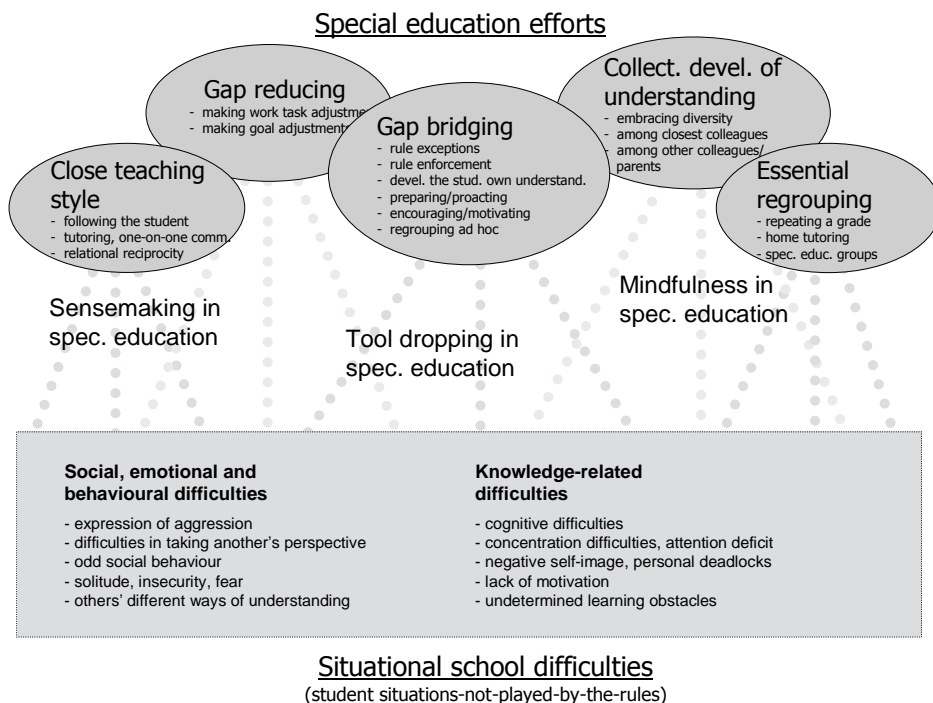 Special education efforts
Gap reducing
- making work task adjustme
- making goal adjustments
Collect. devel. of
understanding
- embracing diversity
- among closest colleagues
- among other colleagues/
parents
Gap bridging
- rule exceptions
- rule enforcement
- devel. the stud. own understand.
- preparing/proacting
- encouraging/motivating
- regrouping ad hoc
Close teaching
style
- following the student
- tutoring, one-on-one comm.
- relational reciprocity
Essential
regrouping
- repeating a grade
- home tutoring
- spec. educ. groups
Sensemaking in
spec. education
Tool dropping in
spec. education
Mindfulness in
spec. education
Social, emotional and
behavioural difficulties
- expression of aggression
- difficulties in taking another's perspective
- odd social behaviour
- solitude, insecurity, fear
- others' different ways of understanding
Knowledge-related
difficulties
- cognitive difficulties
- concentration difficulties, attention deficit
- negative self-image, personal deadlocks
- lack of motivation
- undetermined learning obstacles
Situational school difficulties
(student situations-not-played-by-the-rules)